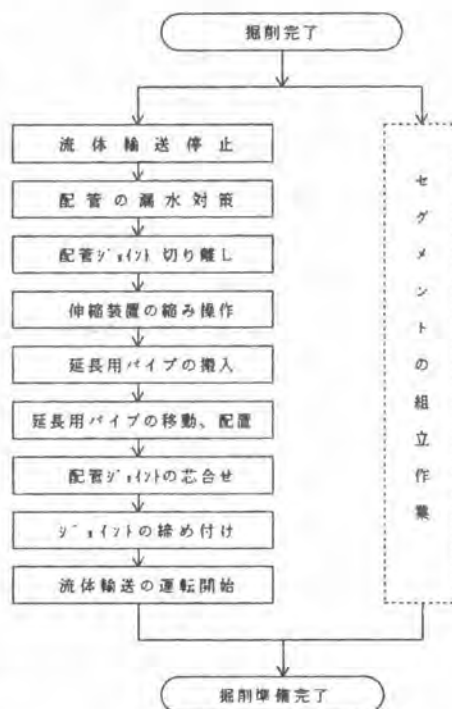 掘削完了
流体輸送停止
配管の漏水対策
配管ｼﾞｮｲﾝﾄ切り離し
伸縮装置の縮み操作
延長用パイプの搬入
延長用パイプの移動、配置
配管ｼﾞｮｲﾝﾄの芯合せ
ｼﾞｮｲﾝﾄの締め付け
流体輸送の運転開始
セグメントの組立作業
掘削準備完了